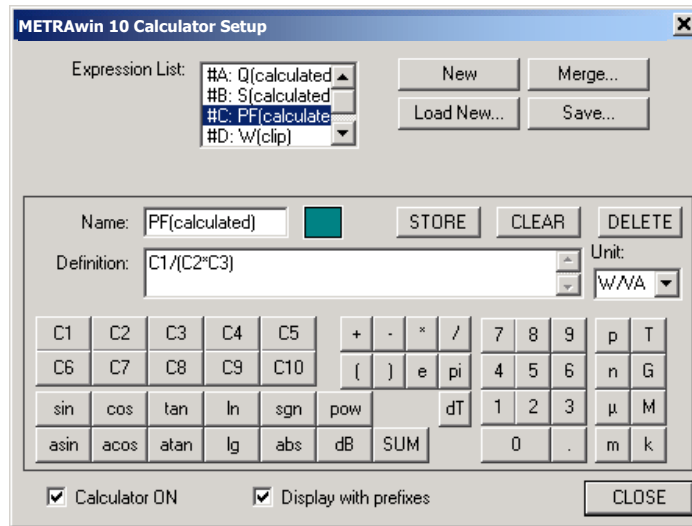 METRAwin 10 Calculator Setup
Expression List:
#A: Q(calculated
#B: S(calculated
#C: PF(calculate
#D: W(clip)
New
Merge...
Load New...
Save...
Name:
PF(calculated)
STORE
CLEAR
DELETE
Definition:
C1/(C2*C3)
Unit:
W/VA
C1 C2 C3 C4 C5 + - * / 7 8 9 p T
C6 C7 C8 C9 C10 ( ) e pi 4 5 6 n G
sin cos tan ln sgn pow dT 1 2 3 µ M
asin acos atan lg abs dB SUM 0 . m k
Calculator ON
Display with prefixes
CLOSE